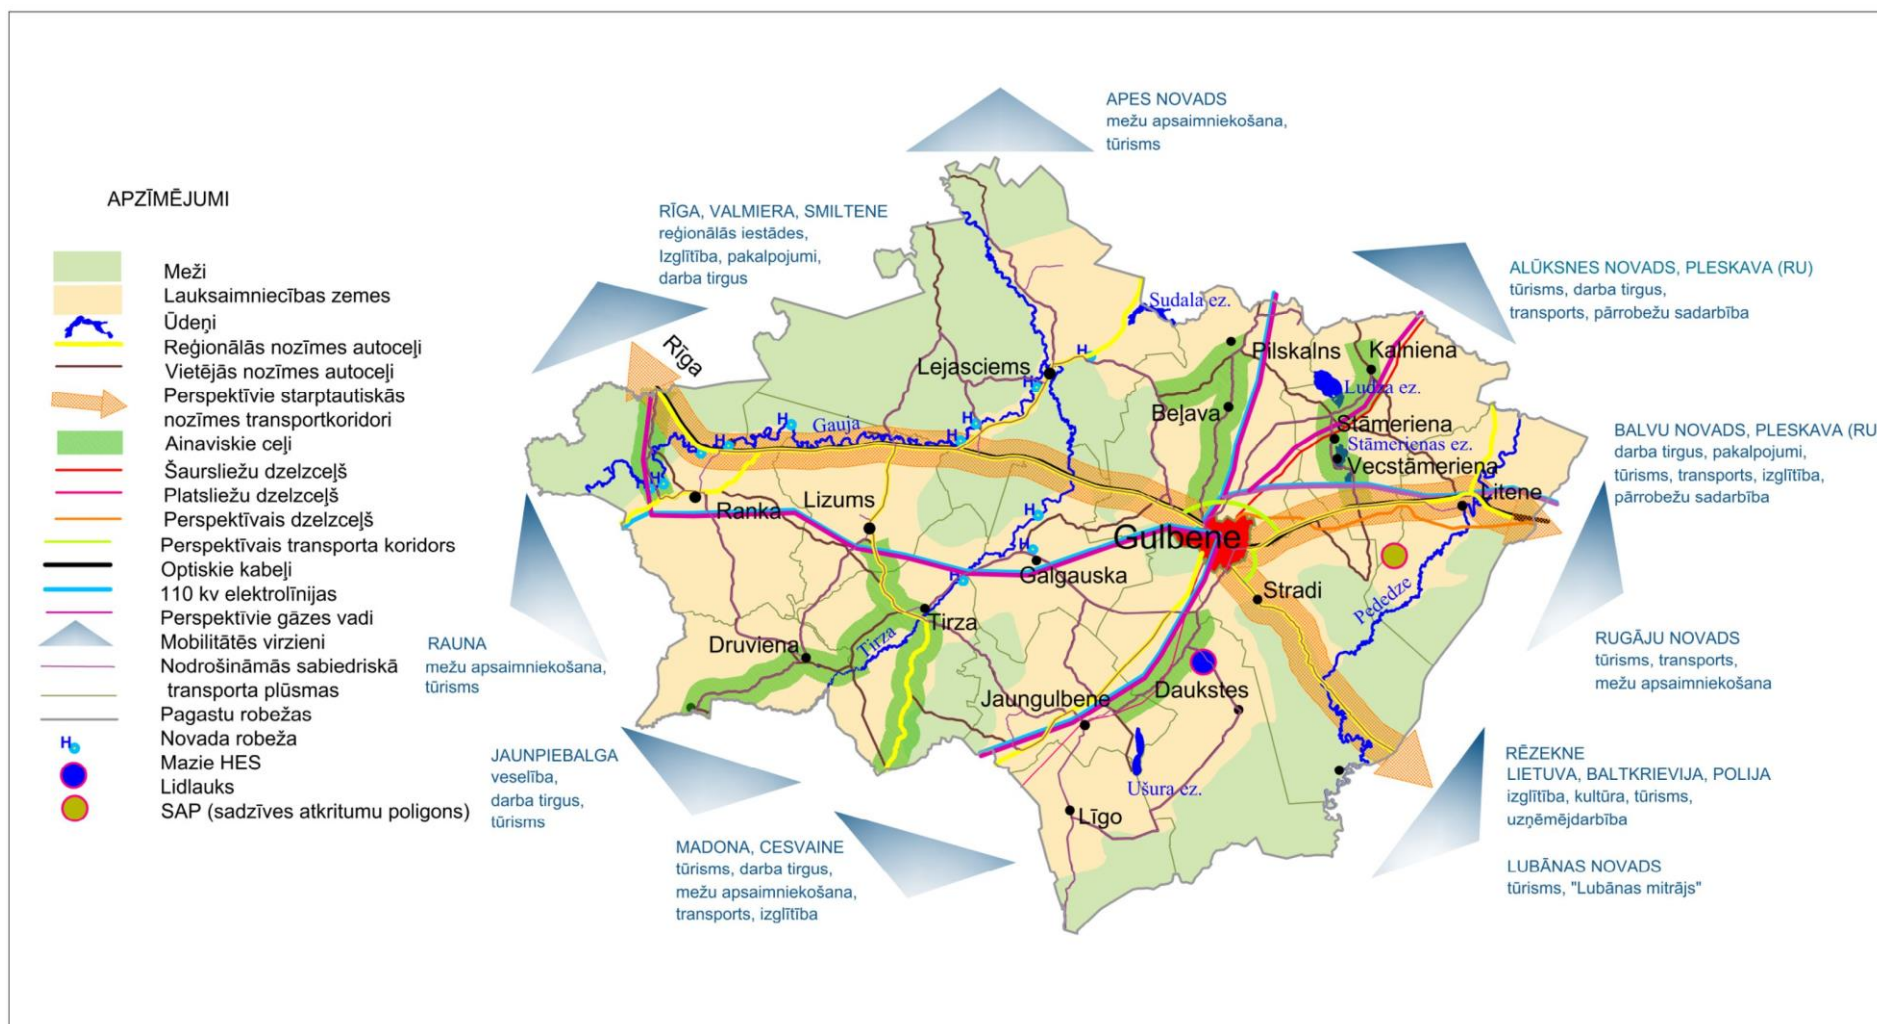 APZĪMĒJUMI
Meži
Lauksaimniecības zemes
Ūdeņi
Reģionālās nozīmes autoceļi
Vietējās nozīmes autoceļi
Perspektīvie starptautiskās
nozīmes transportkoridori
Ainaviskie ceļi
Šaursliežu dzelzceļš
Platsliežu dzelzceļš
Perspektīvais dzelzceļš
Perspektīvais transporta koridors
Optiskie kabeļi
110 kv elektrolīnijas
Perspektīvie gāzes vadi
Mobilitātes virzieni
Nodrošināmās sabiedriskā
transporta plūsmas
Pagastu robežas
Novada robeža
H
Mazie HES
Lidlauks
SAP (sadzīves atkritumu poligons)
APES NOVADS
mežu apsaimniekošana,
tūrisms
RĪGA, VALMIERA, SMILTENE
reģionālās iestādes,
Izglītība, pakalpojumi,
darba tirgus
ALŪKSNES NOVADS, PLESKAVA (RU)
tūrisms, darba tirgus,
transports, pārrobežu sadarbība
BALVU NOVADS, PLESKAVA (RU
darba tirgus, pakalpojumi,
tūrisms, transports, izglītība,
pārrobežu sadarbība
RUGĀJU NOVADS
tūrisms, transports,
mežu apsaimniekošana
RĒZEKNE
LIETUVA, BALTKRIEVIJA, POLIJA
izglītība, kultūra, tūrisms,
uzņēmējdarbība
LUBĀNAS NOVADS
tūrisms, "Lubānas mitrājs"
RAUNA
mežu apsaimniekošana,
tūrisms
JAUNPIEBALGA
veselība,
darba tirgus,
tūrisms
MADONA, CESVAINE
tūrisms, darba tirgus,
mežu apsaimniekošana,
transports, izglītība
Rīga
Sudala ez.
Lejasciems
H
H
Pilskalns
Kalniena
Ludza ez.
Beļava
Stāmeriena
Stāmerienas ez.
Vecstāmeriena
Gauja
H
H
H
H
H
H
H
Litene
Ranka
Lizums
H
H
H
Gulbene
Galgauska
Stradi
Pededze
Tirza
Tirza
Druviena
Jaungulbene
Daukstes
Ušura ez.
Līgo